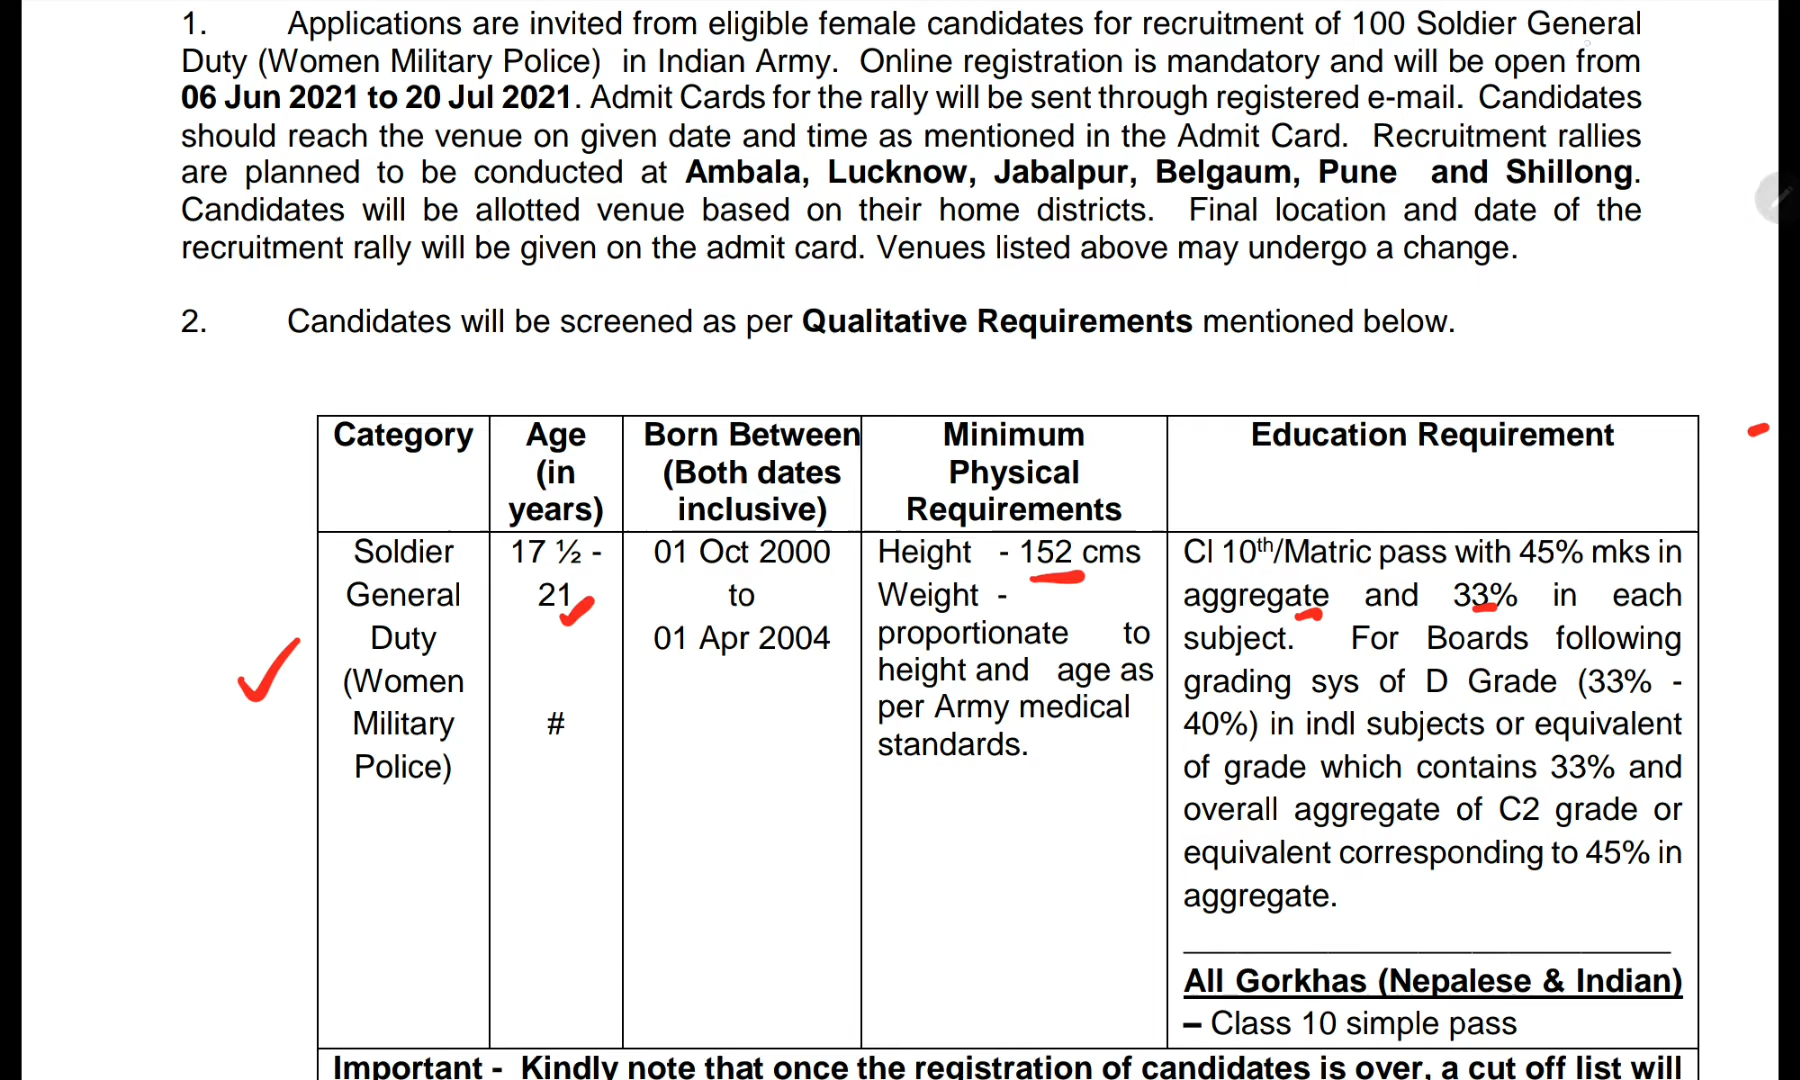 1. Applications are invited from eligible female candidates for recruitment of 100 Soldier General
Duty (Women Military Police) in Indian Army. Online registration is mandatory and will be open from
06 Jun 2021 to 20 Jul 2021. Admit Cards for the rally will be sent through registered e-mail. Candidates
should reach the venue on given date and time as mentioned in the Admit Card. Recruitment rallies
are planned to be conducted at Ambala, Lucknow, Jabalpur, Belgaum, Pune and Shillong.
Candidates will be allotted venue based on their home districts. Final location and date of the
recruitment rally will be given on the admit card. Venues listed above may undergo a change.
2. Candidates will be screened as per Qualitative Requirements mentioned below.
Category
Age
(in
years)
Born Between
(Both dates
inclusive)
Minimum
Physical
Requirements
Education Requirement
Soldier
General
Duty
(Women
Military
Police)
17 ½ -
21
#
01 Oct 2000
to
01 Apr 2004
Height - 152 cms
Weight -
proportionate to
height and age as
per Army medical
standards.
Cl 10th/Matric pass with 45% mks in
aggregate and 33% in each
subject. For Boards following
grading sys of D Grade (33% -
40%) in indl subjects or equivalent
of grade which contains 33% and
overall aggregate of C2 grade or
equivalent corresponding to 45% in
aggregate.
All Gorkhas (Nepalese & Indian)
– Class 10 simple pass
Important - Kindly note that once the registration of candidates is over, a cut off list will